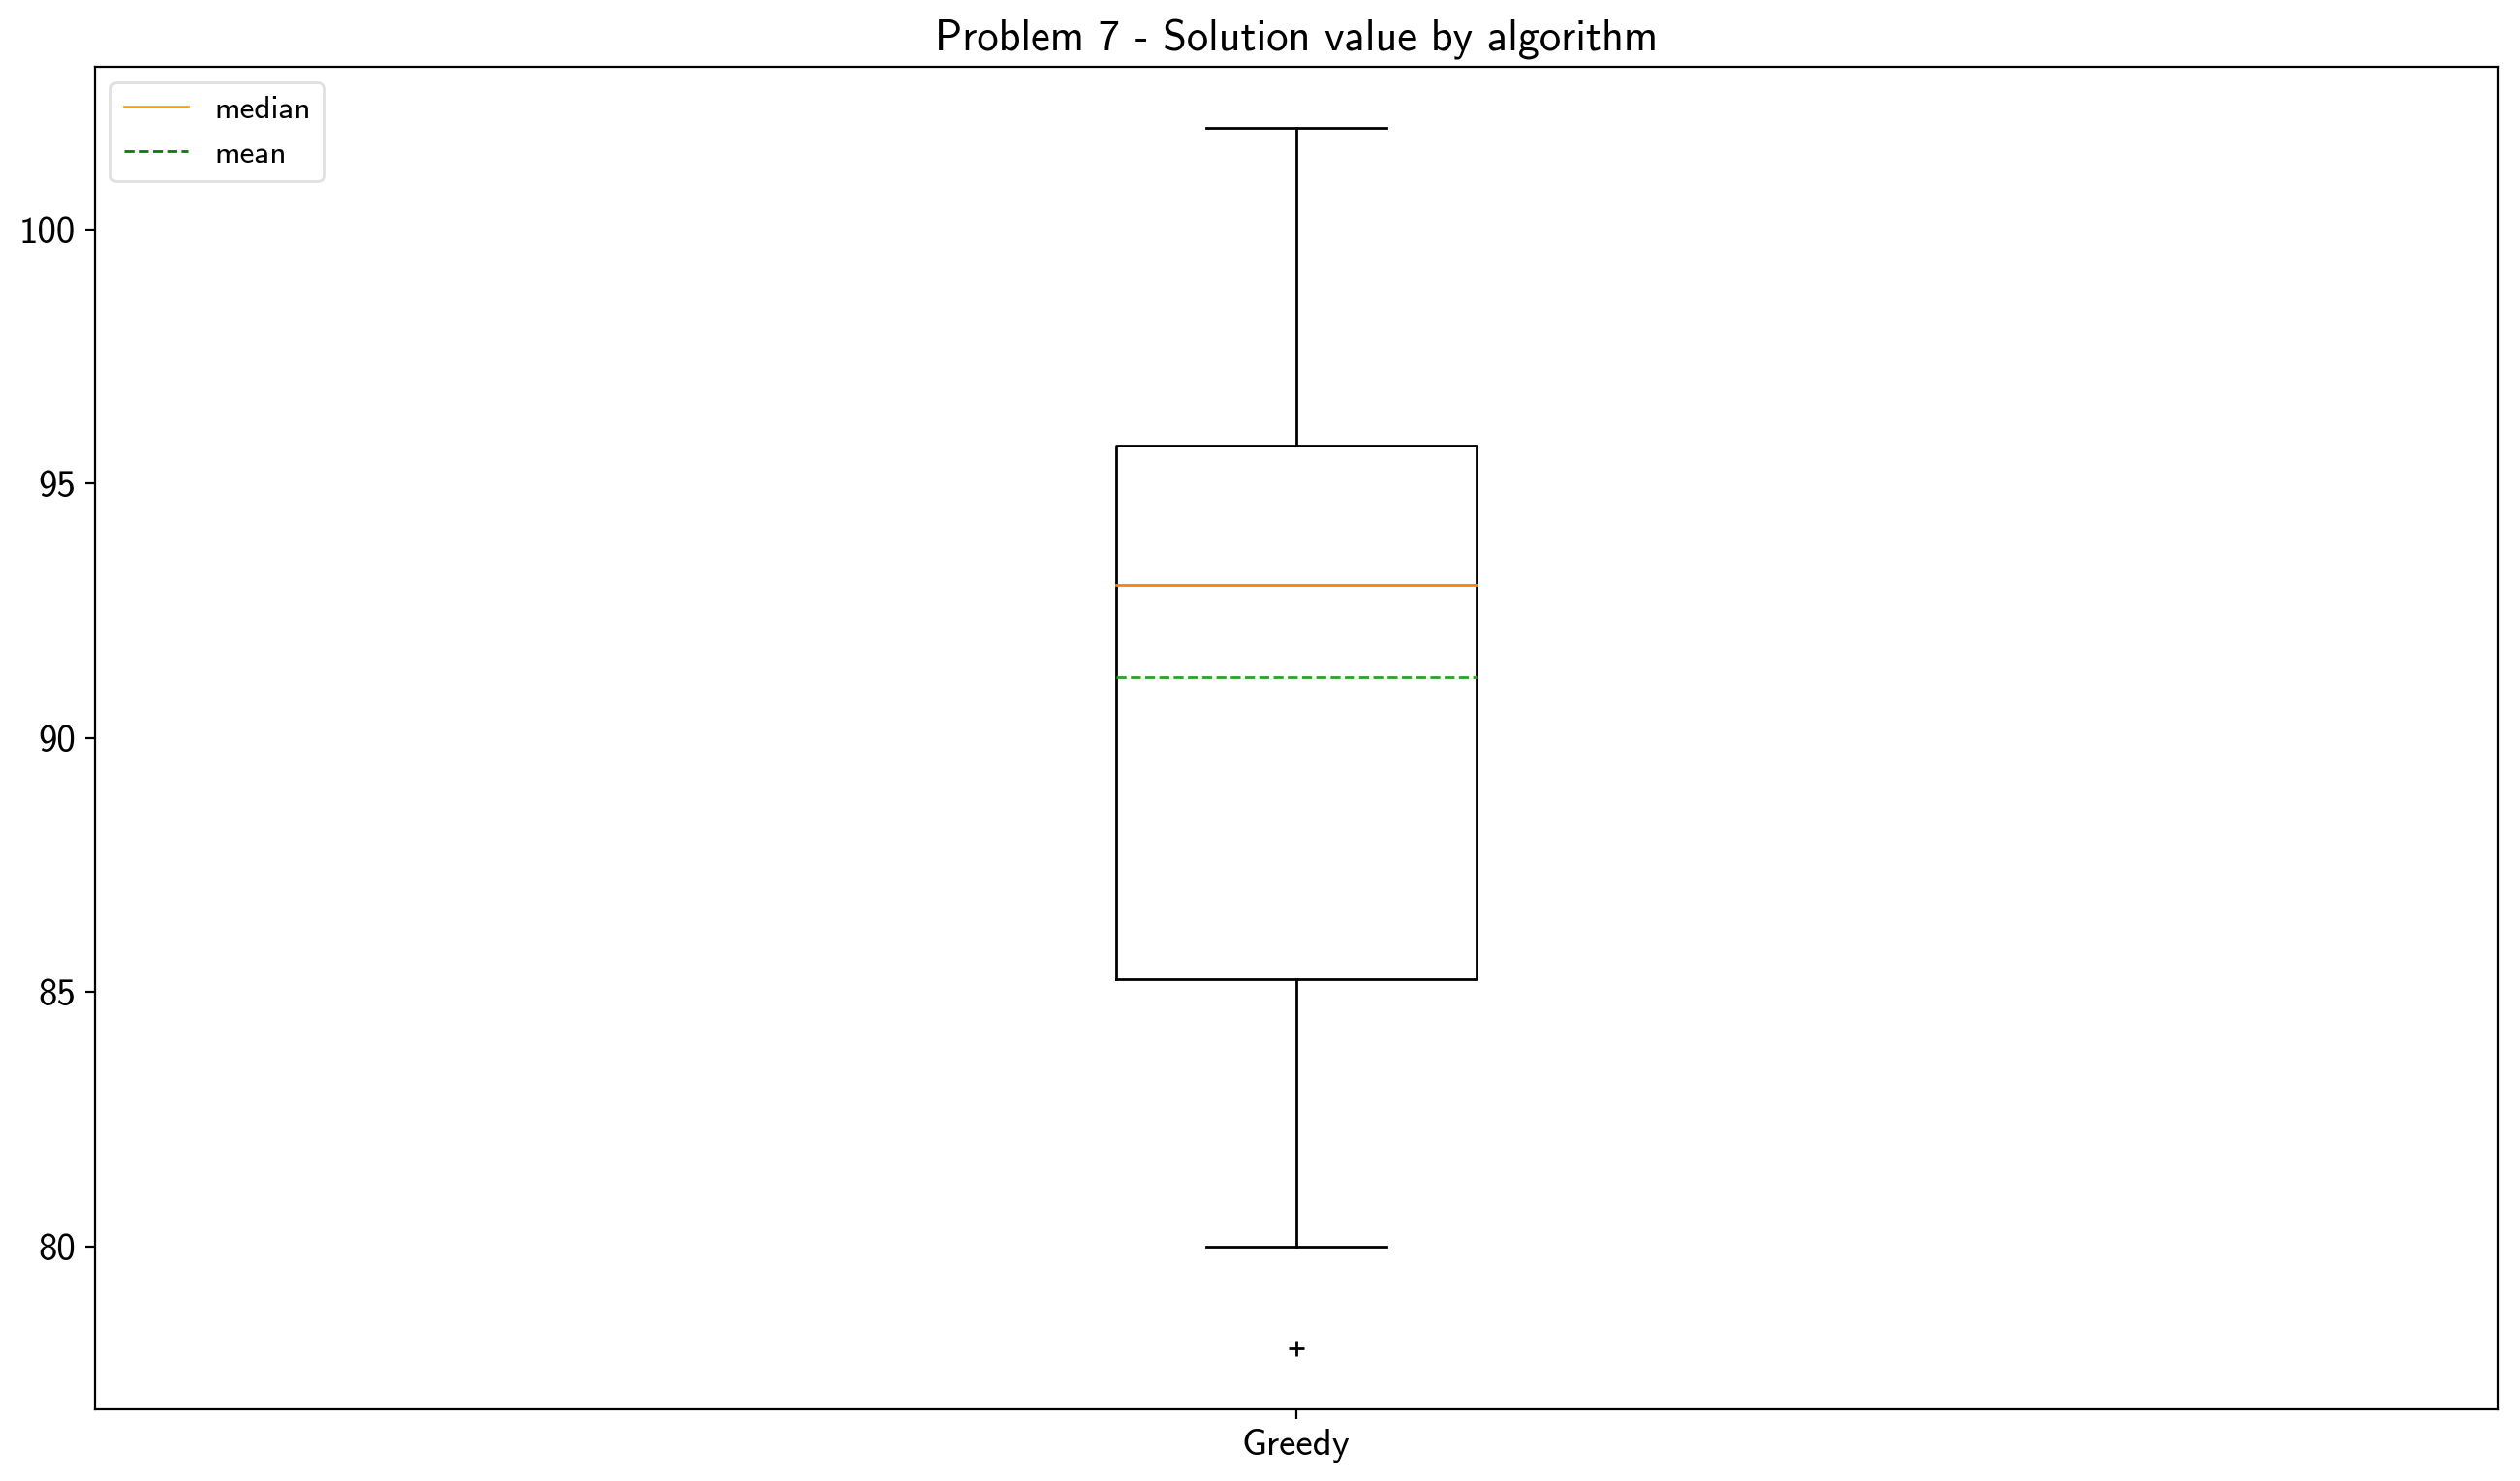 Problem 7 - Solution value by algorithm
median
mean
100
95
90
85
80
Greedy